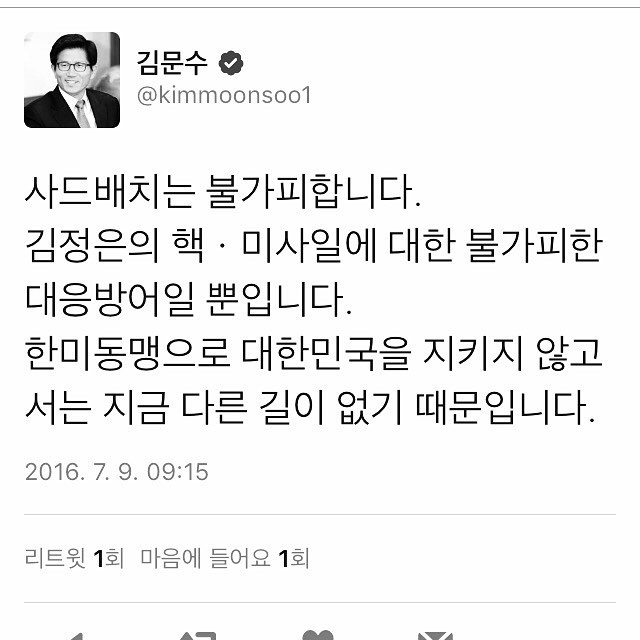 김문수
@kimmoonsoo1
사드배치는 불가피합니다.
김정은의 핵 · 미사일에 대한 불가피한
대응방어일 뿐입니다.
한미동맹으로 대한민국을 지키지 않고
서는 지금 다른 길이 없기 때문입니다.
2016. 7. 9. 09:15
리트윗 1회 마음에 들어요 1회